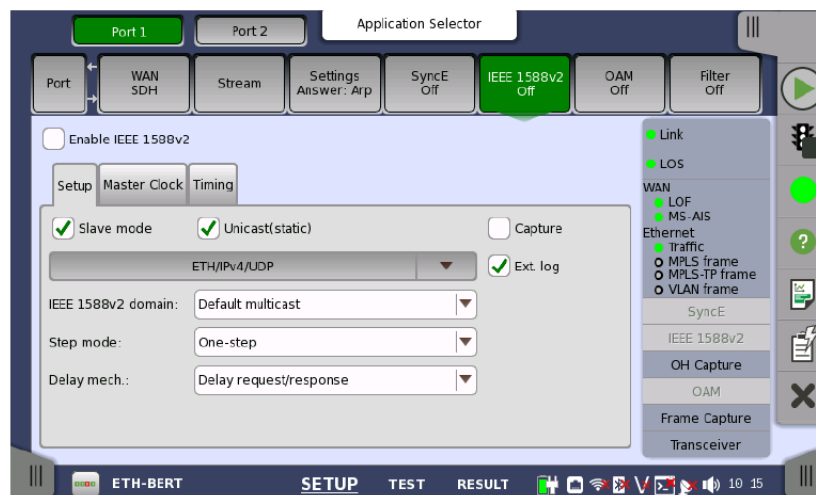 Application Selector
Port 1
Port 2
Port
WAN
SDH
Stream
Settings
Answer: Arp
SyncE
Off
IEEE 1588v2
Off
OAM
Off
Filter
Off
Enable IEEE 1588v2
Setup
Master Clock
Timing
Slave mode
Unicast(static)
Capture
ETH/IPv4/UDP
Ext. log
IEEE 1588v2 domain:
Default multicast
Step mode:
One-step
Delay mech.:
Delay request/response
Link
LOS
WAN
LOF
MS-AIS
Ethernet
Traffic
MPLS frame
MPLS-TP frame
VLAN frame
SyncE
IEEE 1588v2
OH Capture
OAM
Frame Capture
Transceiver
ETH-BERT
SETUP
TEST
RESULT
10 15